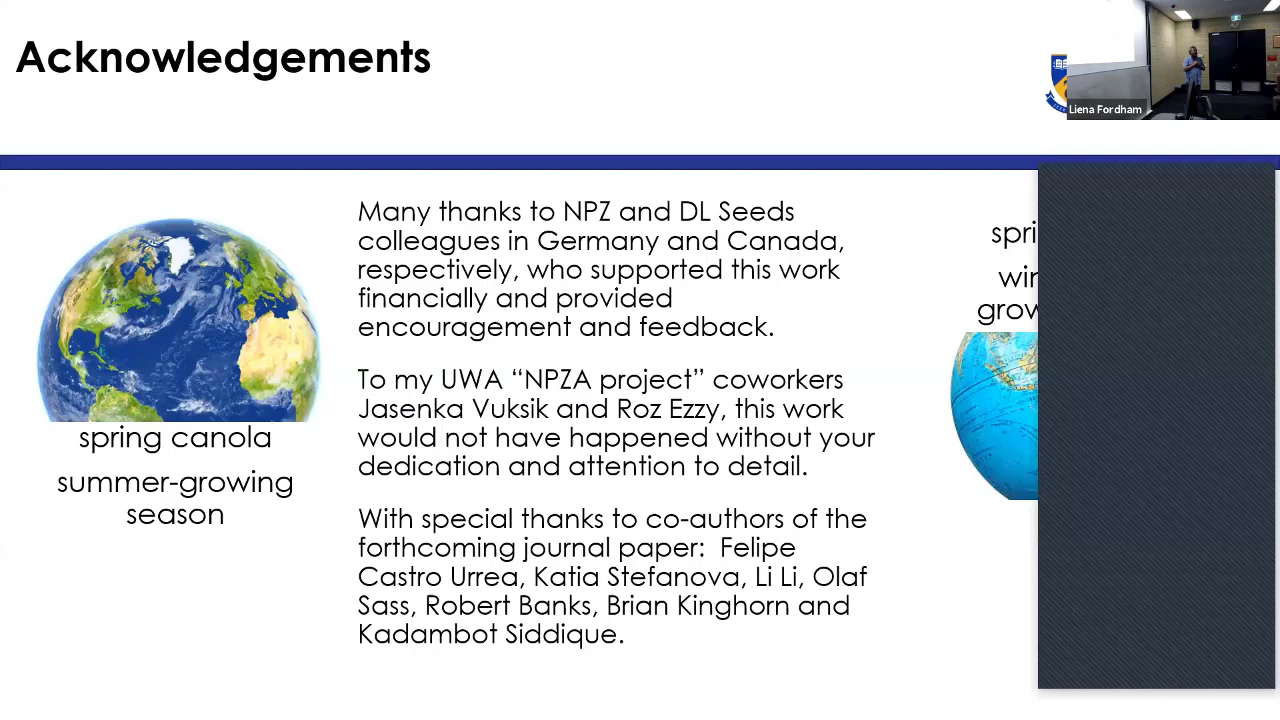 Acknowledgements
Liena Fordham
Many thanks to NPZ and DL Seeds
colleagues in Germany and Canada,
respectively, who supported this work
financially and provided
encouragement and feedback.
To my UWA “NPZA project” coworkers
Jasenka Vuksik and Roz Ezzy, this work
would not have happened without your
dedication and attention to detail.
With special thanks to co-authors of the
forthcoming journal paper:  Felipe
Castro Urrea, Katia Stefanova, Li Li, Olaf
Sass, Robert Banks, Brian Kinghorn and
Kadambot Siddique.
spring canola
summer-growing
season